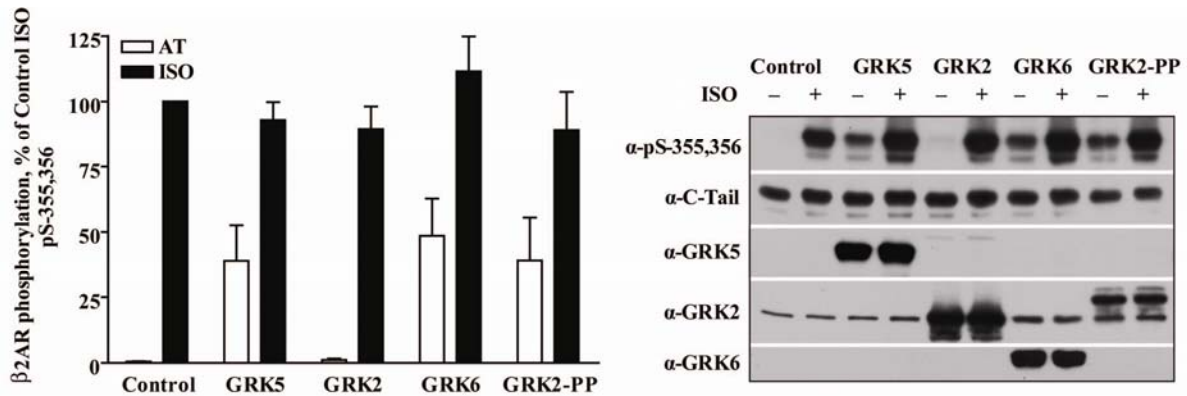 β2AR phosphorylation, % of Control ISO
pS-355,356
125
100
75
50
25
0
AT
ISO
Control GRK5 GRK2 GRK6 GRK2-PP
Control GRK5 GRK2 GRK6 GRK2-PP
ISO – + – + – + – + – +
α-pS-355,356
α-C-Tail
α-GRK5
α-GRK2
α-GRK6